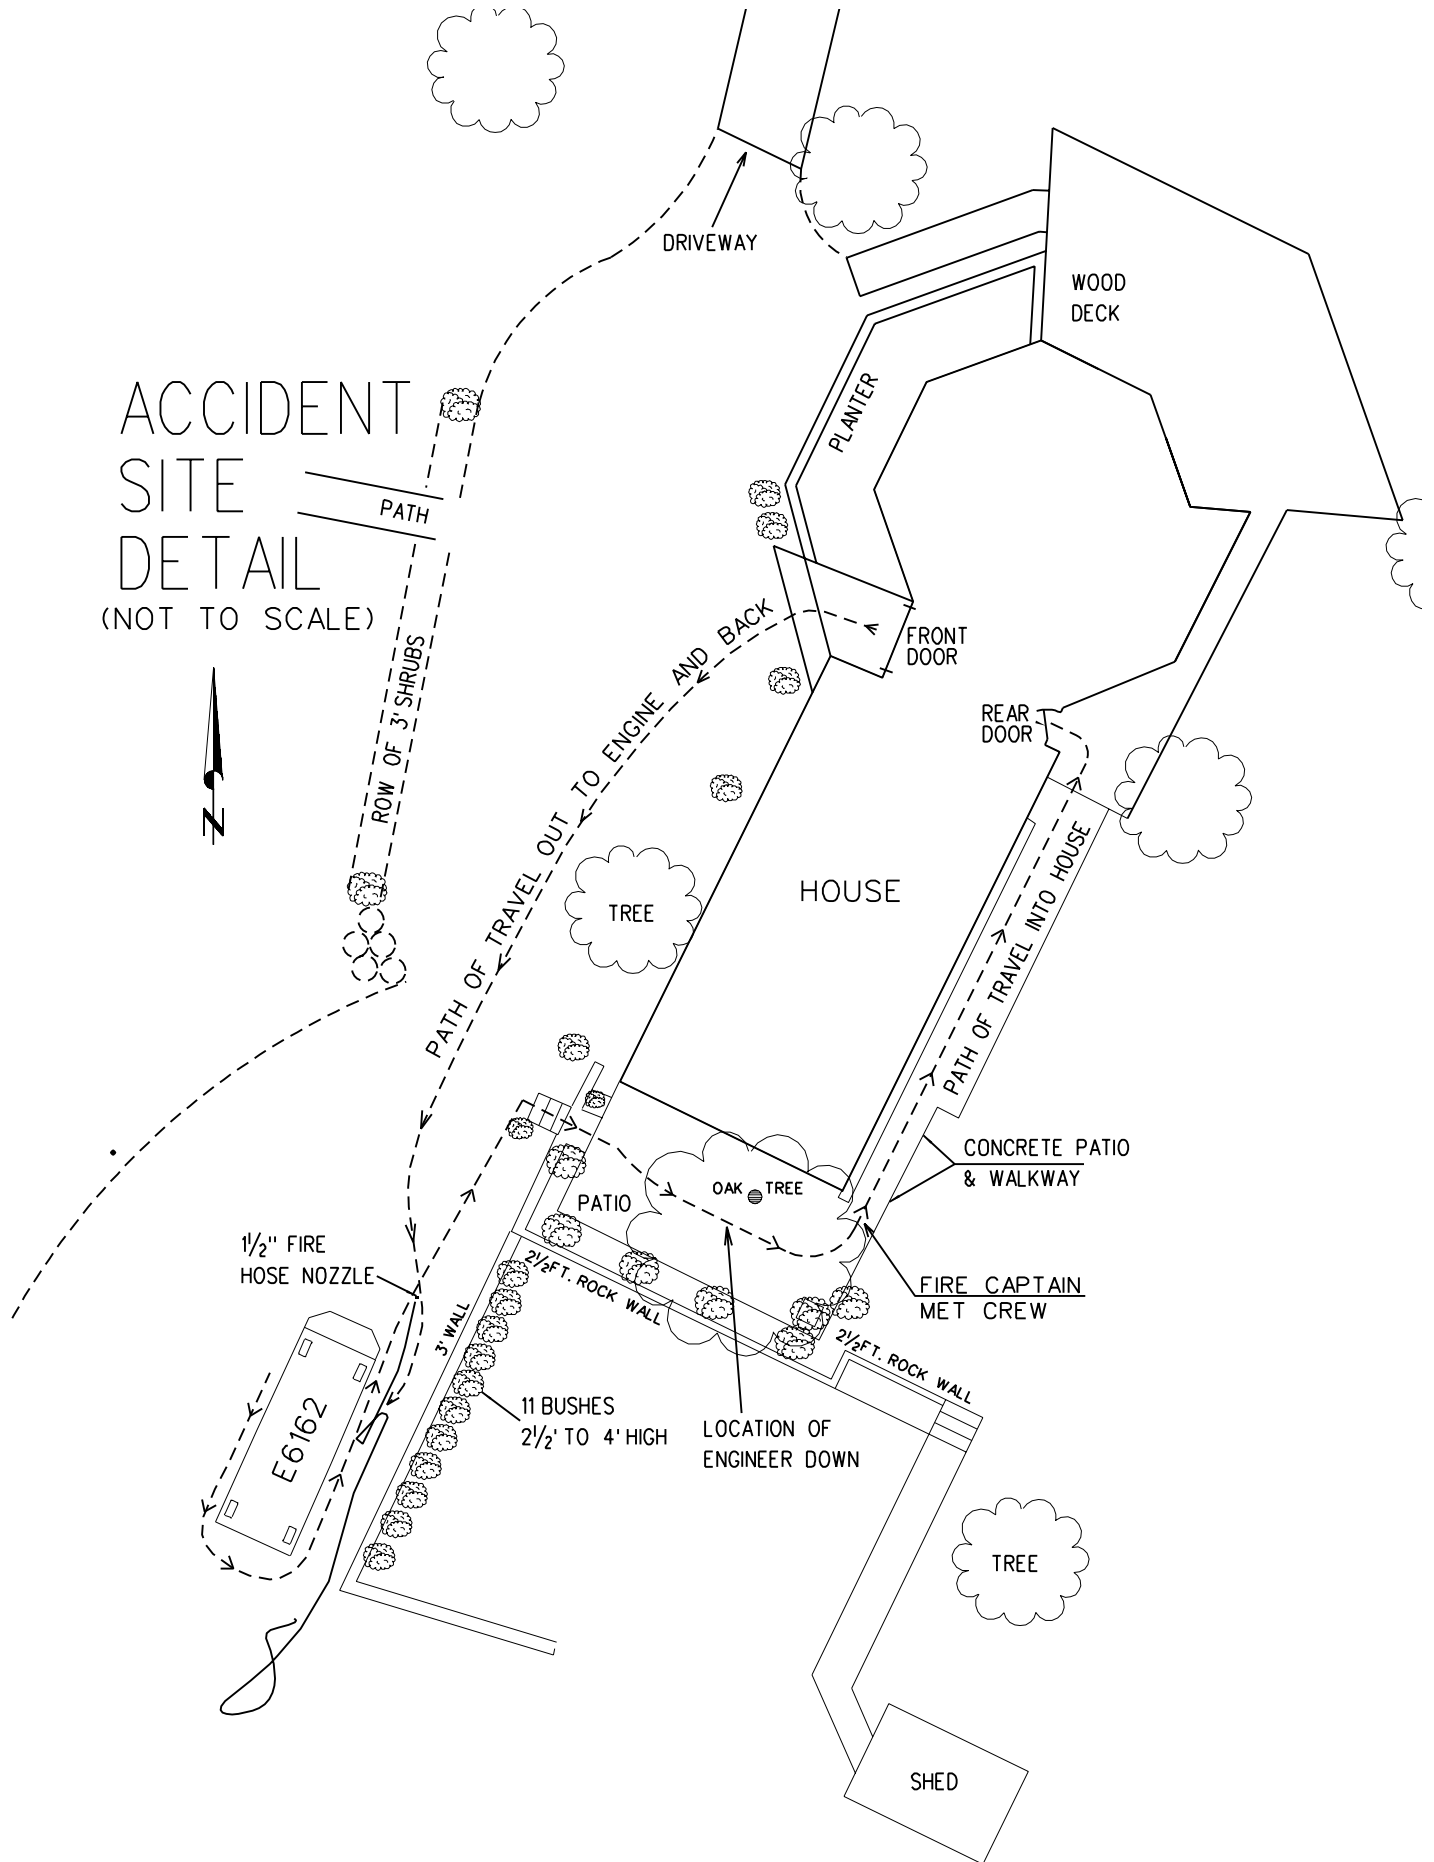 DRIVEWAY
WOOD
DECK
ACCIDENT
SITE
DETAIL
(NOT TO SCALE)
PATH
PLANTER
ROW OF 3' SHRUBS
N
FRONT
DOOR
REAR
DOOR
PATH OF TRAVEL OUT TO ENGINE AND BACK
HOUSE
TREE
PATH OF TRAVEL INTO HOUSE
CONCRETE PATIO
& WALKWAY
OAK TREE
PATIO
1½" FIRE
HOSE NOZZLE
2½FT. ROCK WALL
FIRE CAPTAIN
MET CREW
3' WALL
2½FT. ROCK WALL
11 BUSHES
2½' TO 4' HIGH
LOCATION OF
ENGINEER DOWN
E6162
TREE
SHED